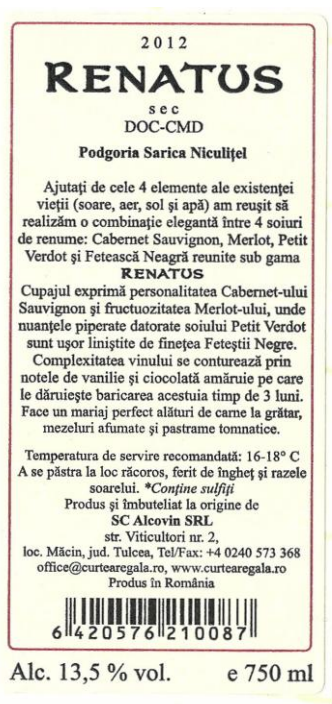 2012
RENATUS
sec
DOC-CMD
Podgoria Sarica Niculițel
Ajutați de cele 4 elemente ale existenței
vieții (soare, aer, sol și apă) am reușit să
realizăm o combinație elegantă între 4 soiuri
de renume: Cabernet Sauvignon, Merlot, Petit
Verdot și Fetească Neagră reunite sub gama
RENATUS
Cupajul exprimă personalitatea Cabernet-ului
Sauvignon și fructuozitatea Merlot-ului, unde
nuanțele piperate datorate soiului Petit Verdot
sunt ușor liniștite de finețea Feteștii Negre.
Complexitatea vinului se conturează prin
notele de vanilie și ciocolată amăruie pe care
le dăruiește baricarea acestuia timp de 3 luni.
Face un mariaj perfect alături de carne la grătar,
mezeluri afumate și pastrame tomnatice.
Temperatura de servire recomandată: 16-18° C
A se păstra la loc răcoros, ferit de îngheț și razele
soarelui. *Conține sulfiți
Produs și îmbuteliat la origine de
SC Alcovin SRL
str. Viticultori nr. 2,
loc. Măcin, jud. Tulcea, Tel/Fax: +4 0240 573 368
office@curtearegala.ro, www.curtearegala.ro
Produs în România
6 420576 210087
Alc. 13,5 % vol. e 750 ml